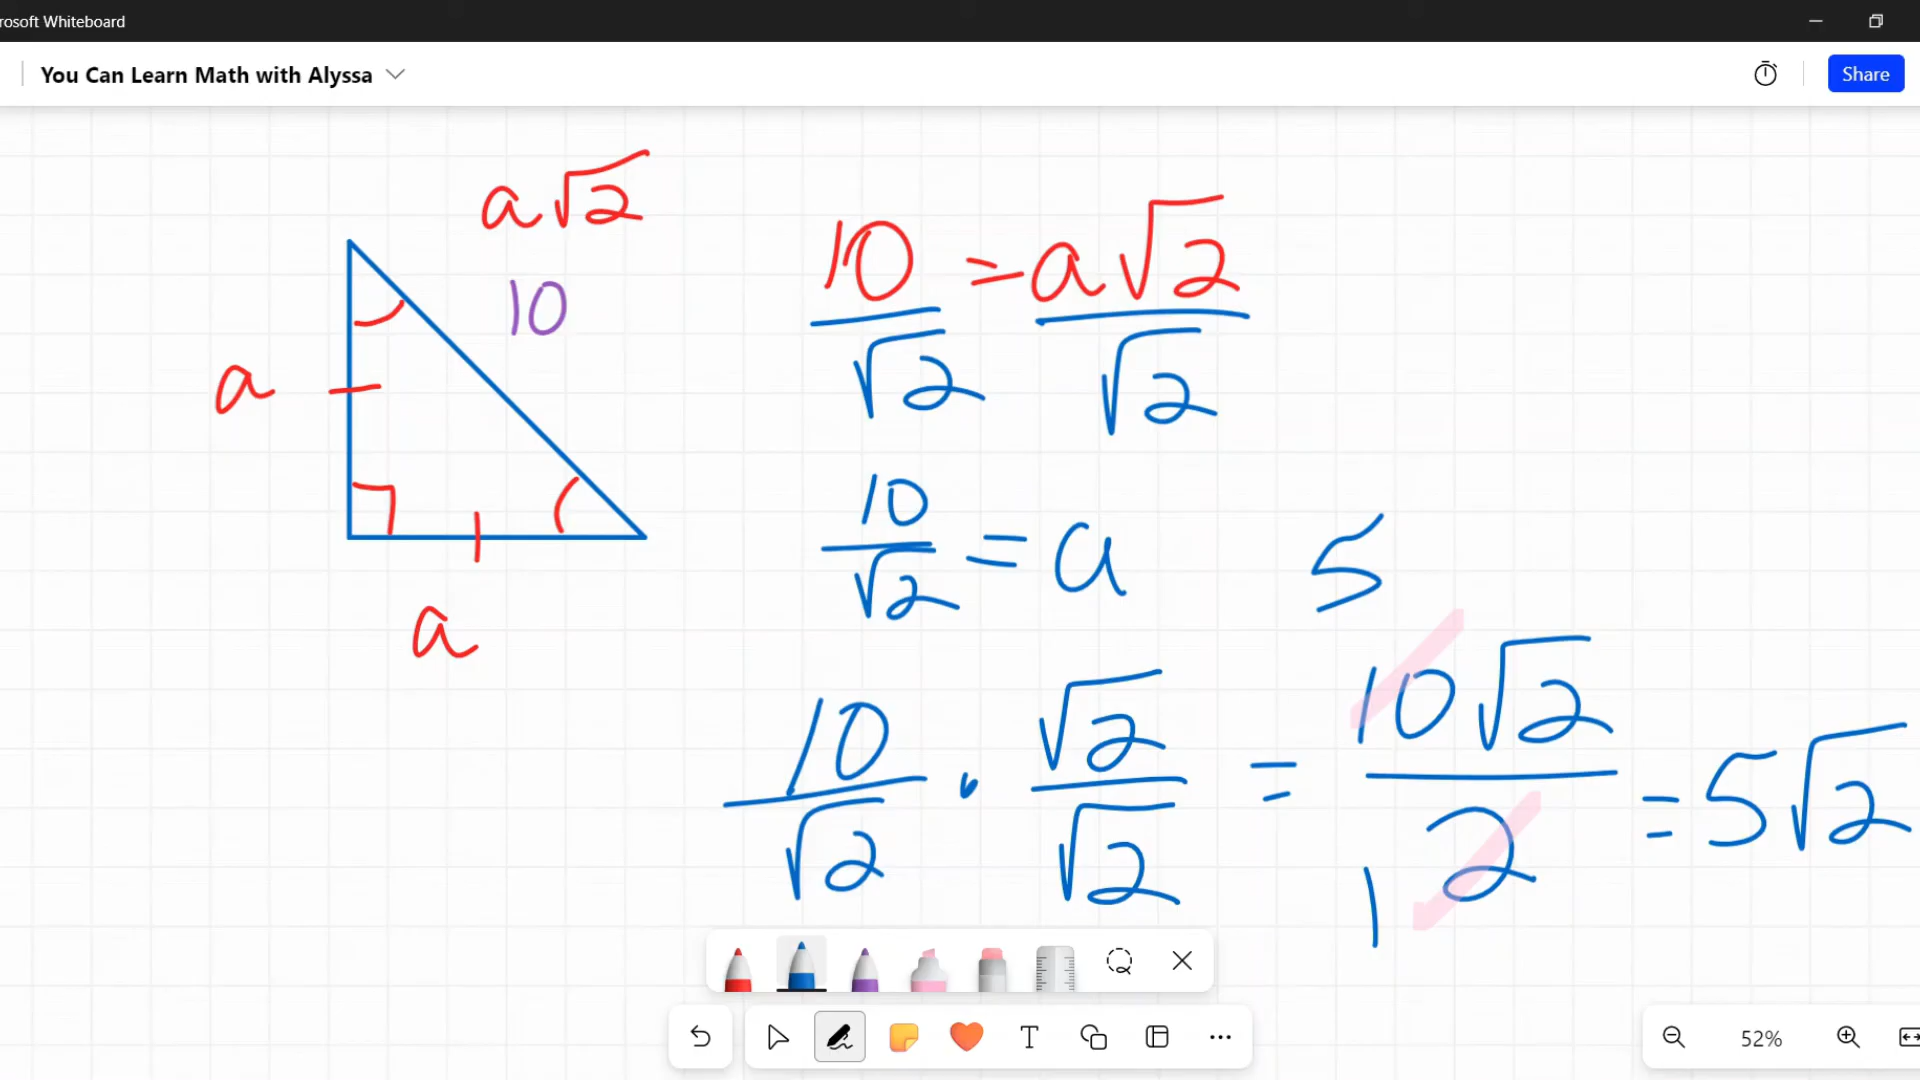 rosoft Whiteboard
You Can Learn Math with Alyssa
Share
a√2
10
a
a
10/√2 = a√2/√2
10/√2 = a
5
10/√2 · √2/√2 = 10√2/2 = 5√2
1
T
52%